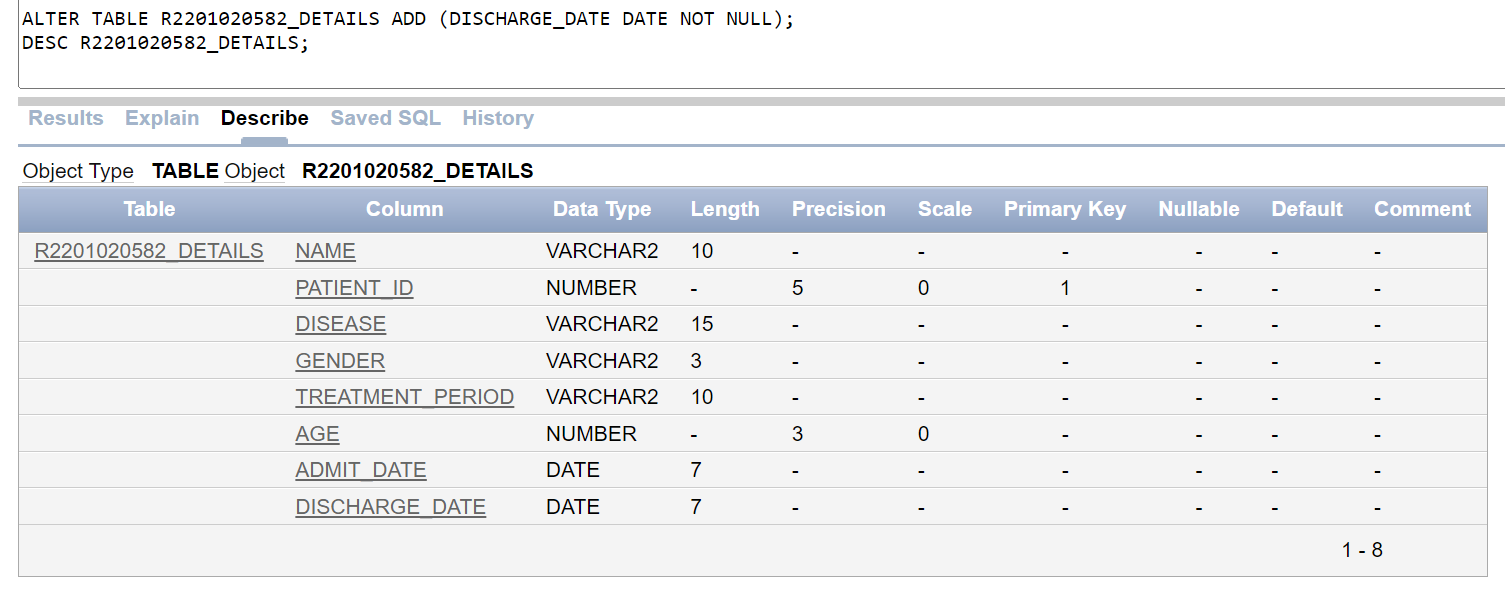 ALTER TABLE R2201020582_DETAILS ADD (DISCHARGE_DATE DATE NOT NULL);
DESC R2201020582_DETAILS;
Results Explain Describe Saved SQL History
Object Type TABLE Object R2201020582_DETAILS
Table Column Data Type Length Precision Scale Primary Key Nullable Default Comment
R2201020582_DETAILS NAME VARCHAR2 10 - - - - - -
PATIENT_ID NUMBER - 5 0 1 - - -
DISEASE VARCHAR2 15 - - - - - -
GENDER VARCHAR2 3 - - - - - -
TREATMENT_PERIOD VARCHAR2 10 - - - - - -
AGE NUMBER - 3 0 - - - -
ADMIT_DATE DATE 7 - - - - - -
DISCHARGE_DATE DATE 7 - - - - - -
1 - 8